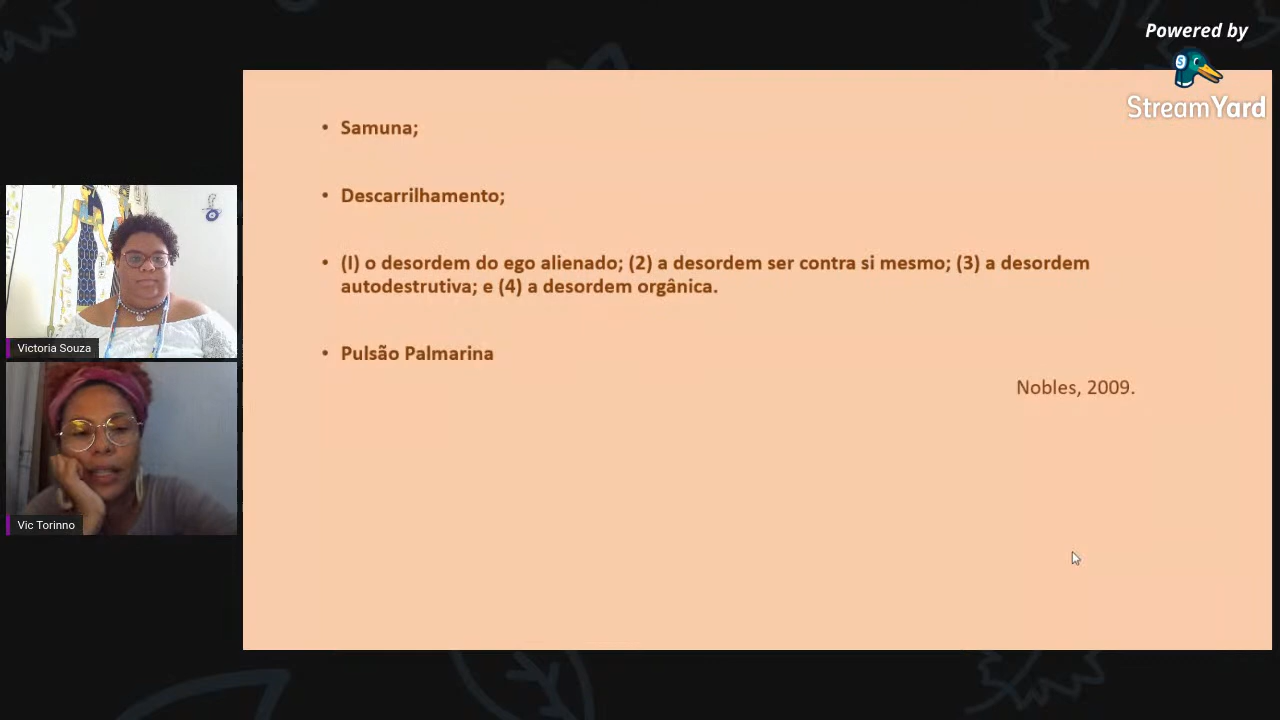 Powered by
StreamYard
• Samuna;
• Descarrilhamento;
• (I) o desordem do ego alienado; (2) a desordem ser contra si mesmo; (3) a desordem
autodestrutiva; e (4) a desordem orgânica.
• Pulsão Palmarina
Nobles, 2009.
Victoria Souza
Vic Torinno